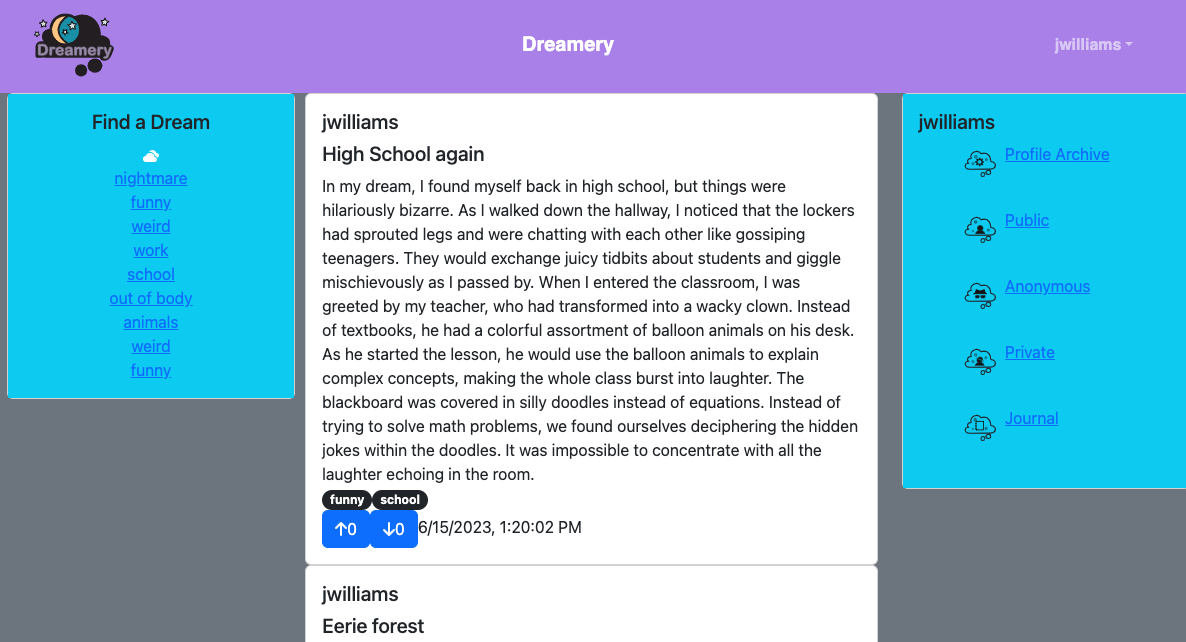 Dreamery
Dreamery
jwilliams
Find a Dream
nightmare
funny
weird
work
school
out of body
animals
weird
funny
jwilliams
High School again
In my dream, I found myself back in high school, but things were
hilariously bizarre. As I walked down the hallway, I noticed that the lockers
had sprouted legs and were chatting with each other like gossiping
teenagers. They would exchange juicy tidbits about students and giggle
mischievously as I passed by. When I entered the classroom, I was
greeted by my teacher, who had transformed into a wacky clown. Instead
of textbooks, he had a colorful assortment of balloon animals on his desk.
As he started the lesson, he would use the balloon animals to explain
complex concepts, making the whole class burst into laughter. The
blackboard was covered in silly doodles instead of equations. Instead of
trying to solve math problems, we found ourselves deciphering the hidden
jokes within the doodles. It was impossible to concentrate with all the
laughter echoing in the room.
funny school
↑0 ↓0 6/15/2023, 1:20:02 PM
jwilliams
Eerie forest
jwilliams
Profile Archive
Public
Anonymous
Private
Journal